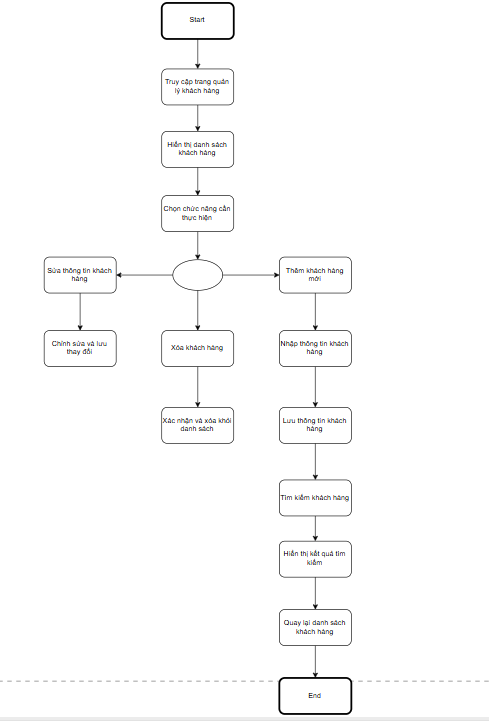 Start
Truy cập trang quản
lý khách hàng
Hiển thị danh sách
khách hàng
Chọn chức năng cần
thực hiện
Sửa thông tin khách
hàng
Thêm khách hàng
mới
Chỉnh sửa và lưu
thay đổi
Xóa khách hàng
Nhập thông tin khách
hàng
Xác nhận và xóa khỏi
danh sách
Lưu thông tin khách
hàng
Tìm kiếm khách hàng
Hiển thị kết quả tìm
kiếm
Quay lại danh sách
khách hàng
End